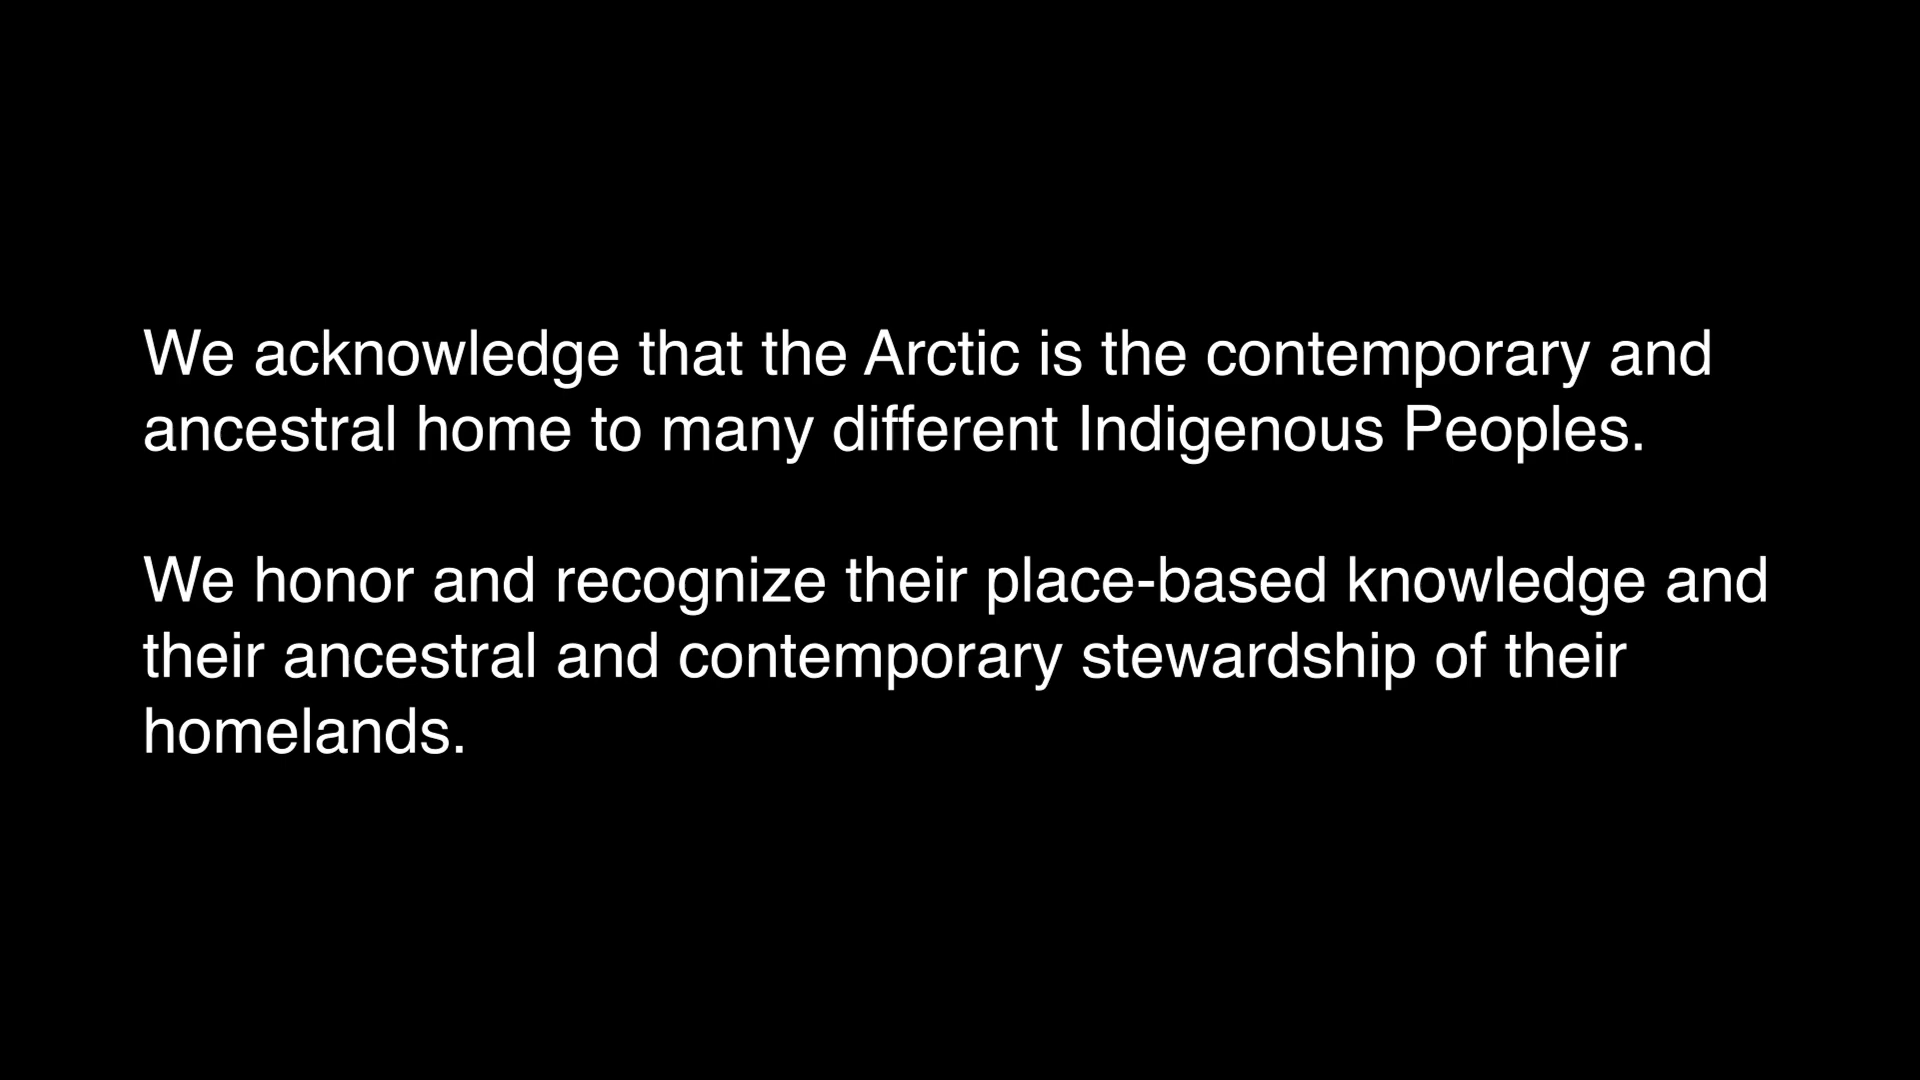 We acknowledge that the Arctic is the contemporary and
ancestral home to many different Indigenous Peoples.
We honor and recognize their place-based knowledge and
their ancestral and contemporary stewardship of their
homelands.